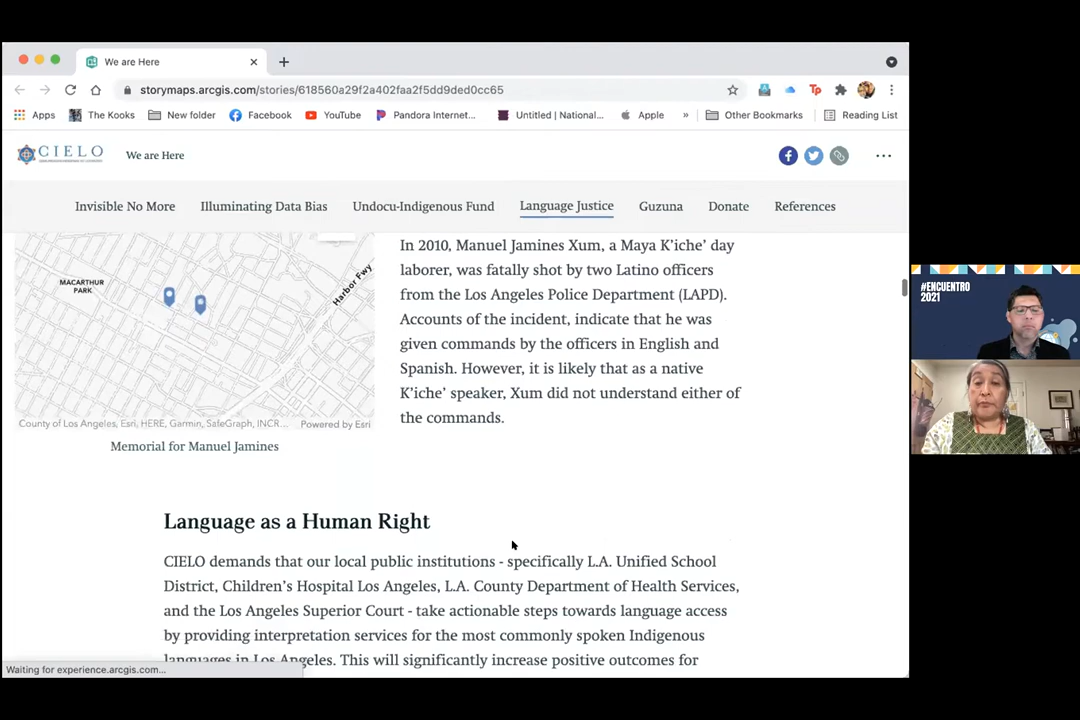 We are Here
storymaps.arcgis.com/stories/618560a29f2a402faa2f5dd9ded0cc65
Apps
The Kooks
New folder
Facebook
YouTube
Pandora Internet...
Untitled | National...
Apple
»
Other Bookmarks
Reading List
CIELO
We are Here
Invisible No More
Illuminating Data Bias
Undocu-Indigenous Fund
Language Justice
Guzuna
Donate
References
MACARTHUR
PARK
Harbor Fwy
County of Los Angeles, Esri, HERE, Garmin, SafeGraph, INCR...
Powered by Esri
Memorial for Manuel Jamines
In 2010, Manuel Jamines Xum, a Maya K’iche’ day
laborer, was fatally shot by two Latino officers
from the Los Angeles Police Department (LAPD).
Accounts of the incident, indicate that he was
given commands by the officers in English and
Spanish. However, it is likely that as a native
K’iche’ speaker, Xum did not understand either of
the commands.
Language as a Human Right
CIELO demands that our local public institutions - specifically L.A. Unified School
District, Children’s Hospital Los Angeles, L.A. County Department of Health Services,
and the Los Angeles Superior Court - take actionable steps towards language access
by providing interpretation services for the most commonly spoken Indigenous
languages in Los Angeles. This will significantly increase positive outcomes for
Waiting for experience.arcgis.com...
#ENCUENTRO
2021